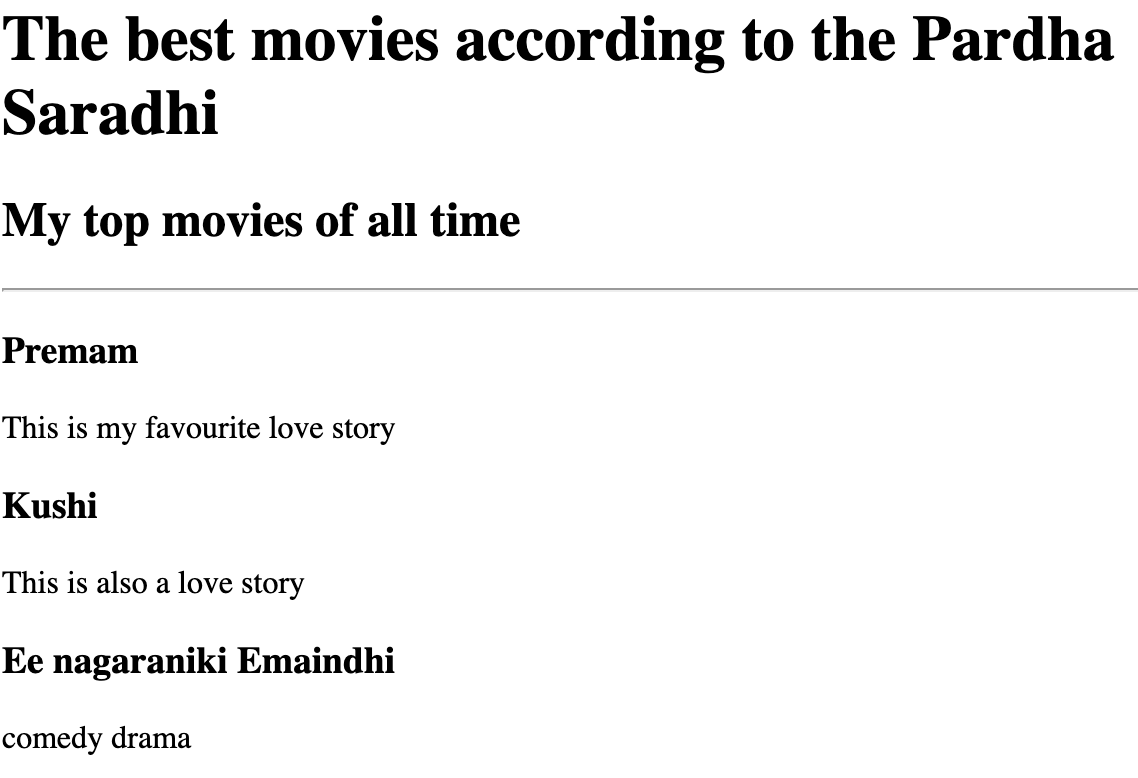 The best movies according to the Pardha
Saradhi
My top movies of all time
Premam
This is my favourite love story
Kushi
This is also a love story
Ee nagaraniki Emaindhi
comedy drama